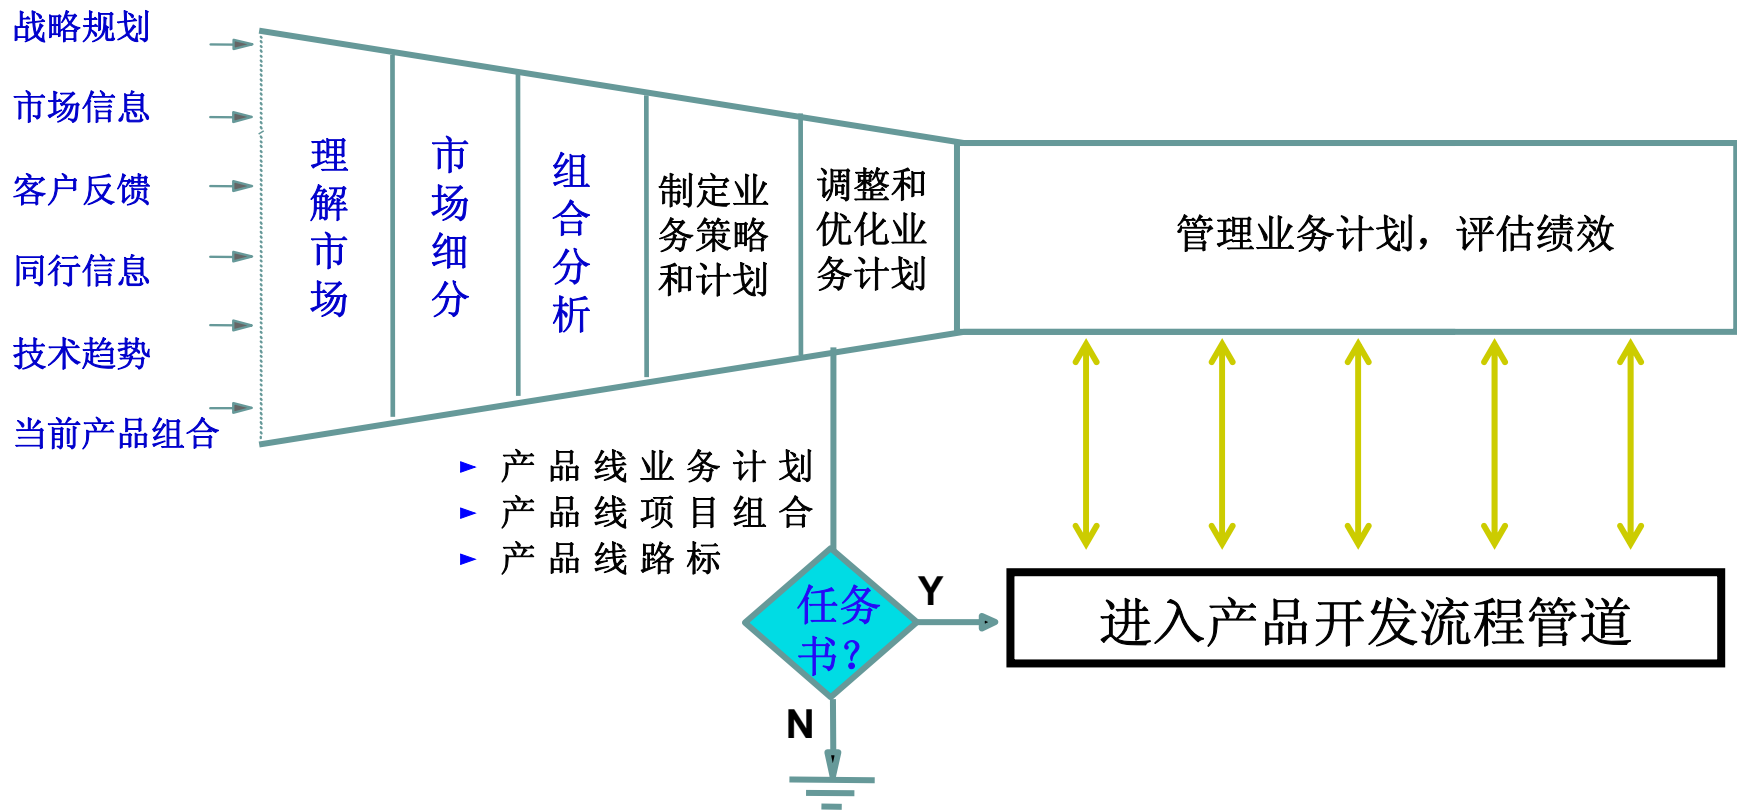 战略规划
市场信息
客户反馈
同行信息
技术趋势
当前产品组合
理
解
市
场
市
场
细
分
组
合
分
析
制定业
务策略
和计划
调整和
优化业
务计划
管理业务计划，评估绩效
► 产品线业务计划
► 产品线项目组合
► 产品线路标
任务
书?
Y
N
进入产品开发流程管道